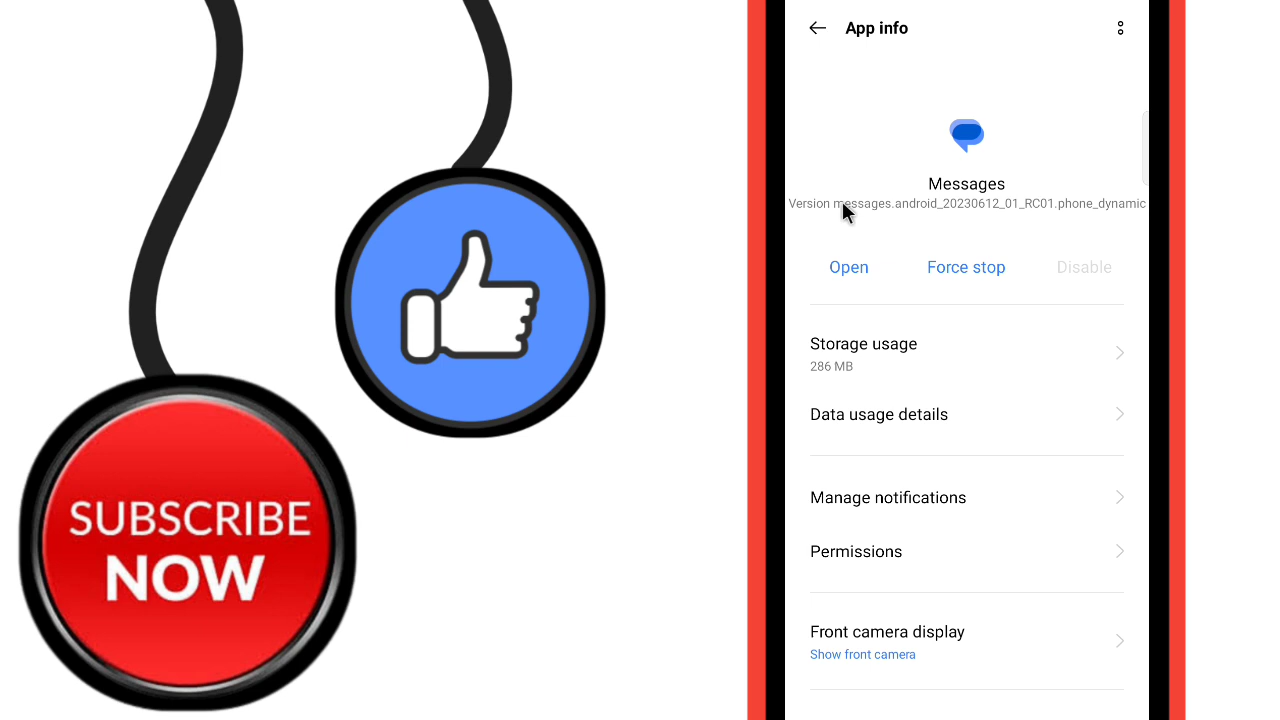 SUBSCRIBE
NOW
App info
Messages
Version messages.android_20230612_01_RC01.phone_dynamic
Open
Force stop
Disable
Storage usage
286 MB
Data usage details
Manage notifications
Permissions
Front camera display
Show front camera